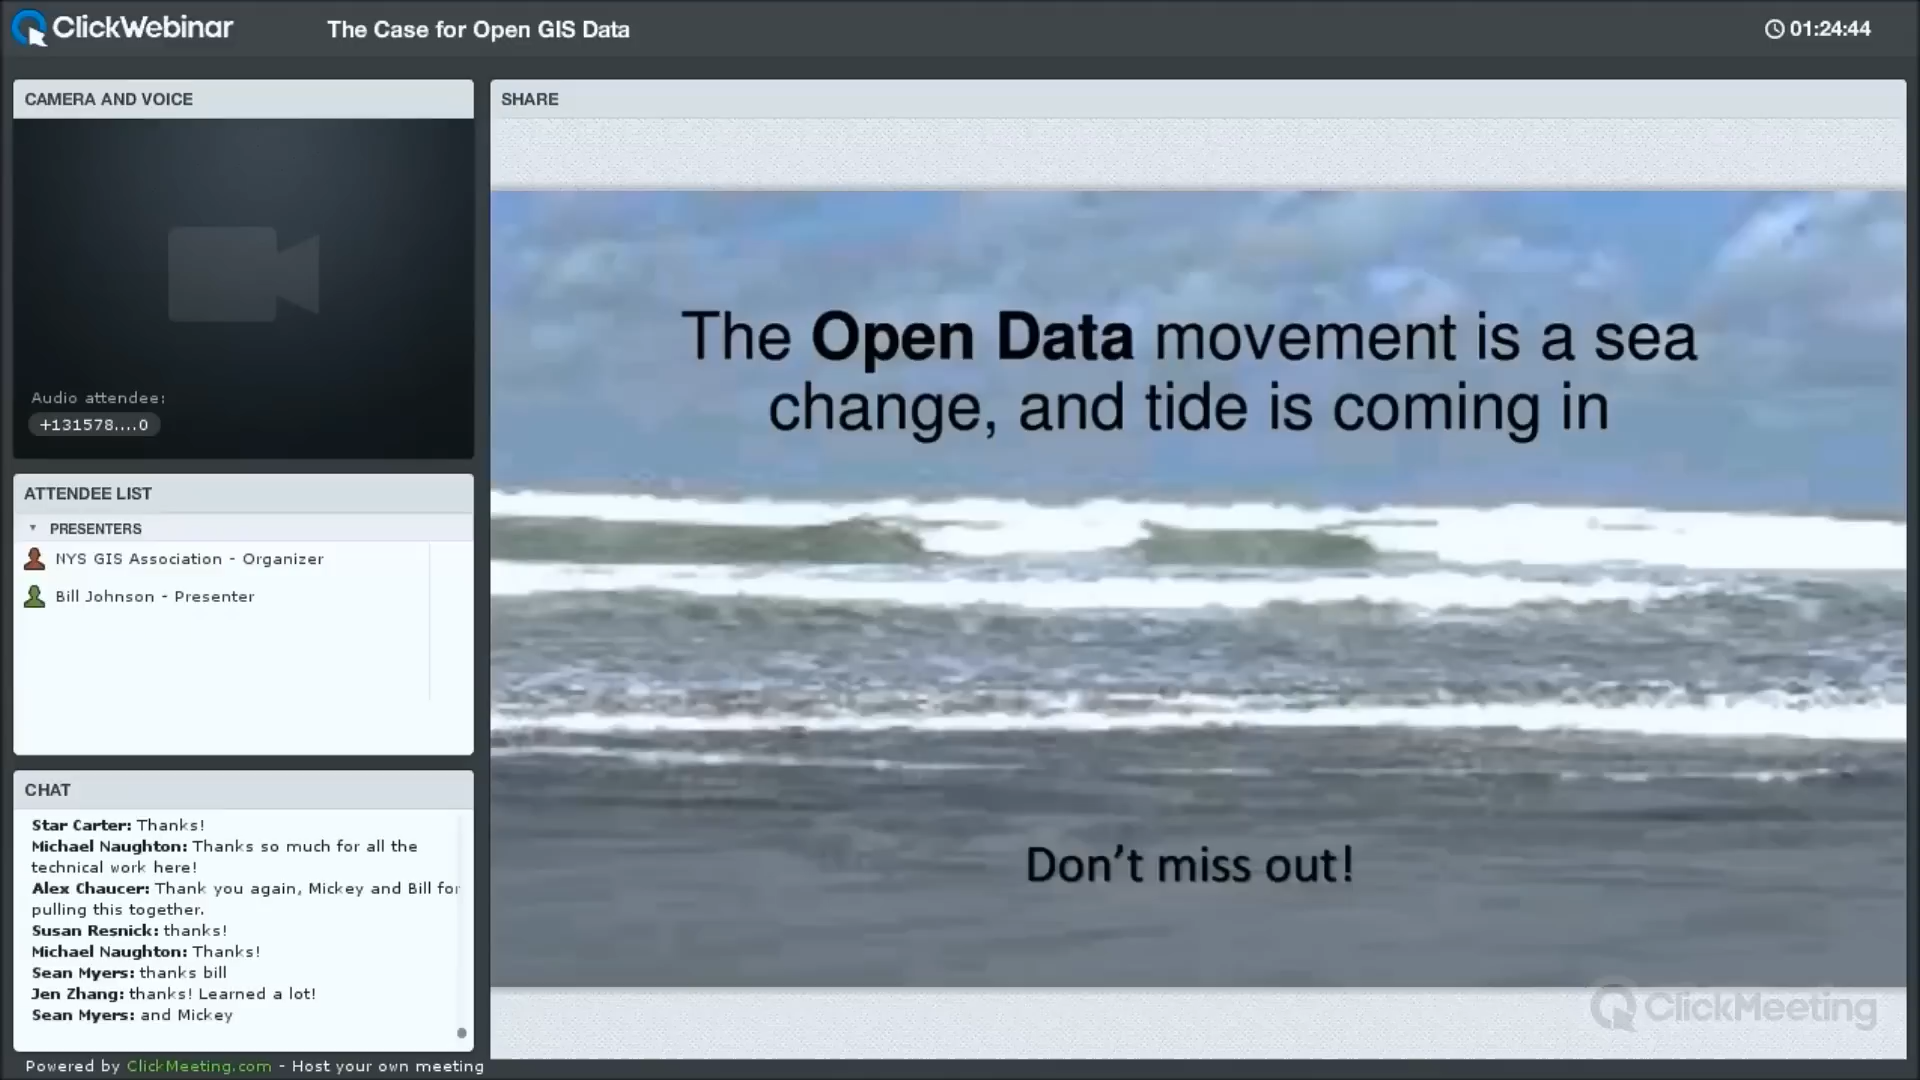 ClickWebinar
The Case for Open GIS Data
01:24:44
CAMERA AND VOICE
Audio attendee:
+131578....0
ATTENDEE LIST
PRESENTERS
NYS GIS Association - Organizer
Bill Johnson - Presenter
CHAT
Star Carter: Thanks!
Michael Naughton: Thanks so much for all the
technical work here!
Alex Chaucer: Thank you again, Mickey and Bill for
pulling this together.
Susan Resnick: thanks!
Michael Naughton: Thanks!
Sean Myers: thanks bill
Jen Zhang: thanks! Learned a lot!
Sean Myers: and Mickey
Powered by ClickMeeting.com - Host your own meeting
SHARE
The Open Data movement is a sea
change, and tide is coming in
Don't miss out!
ClickMeeting